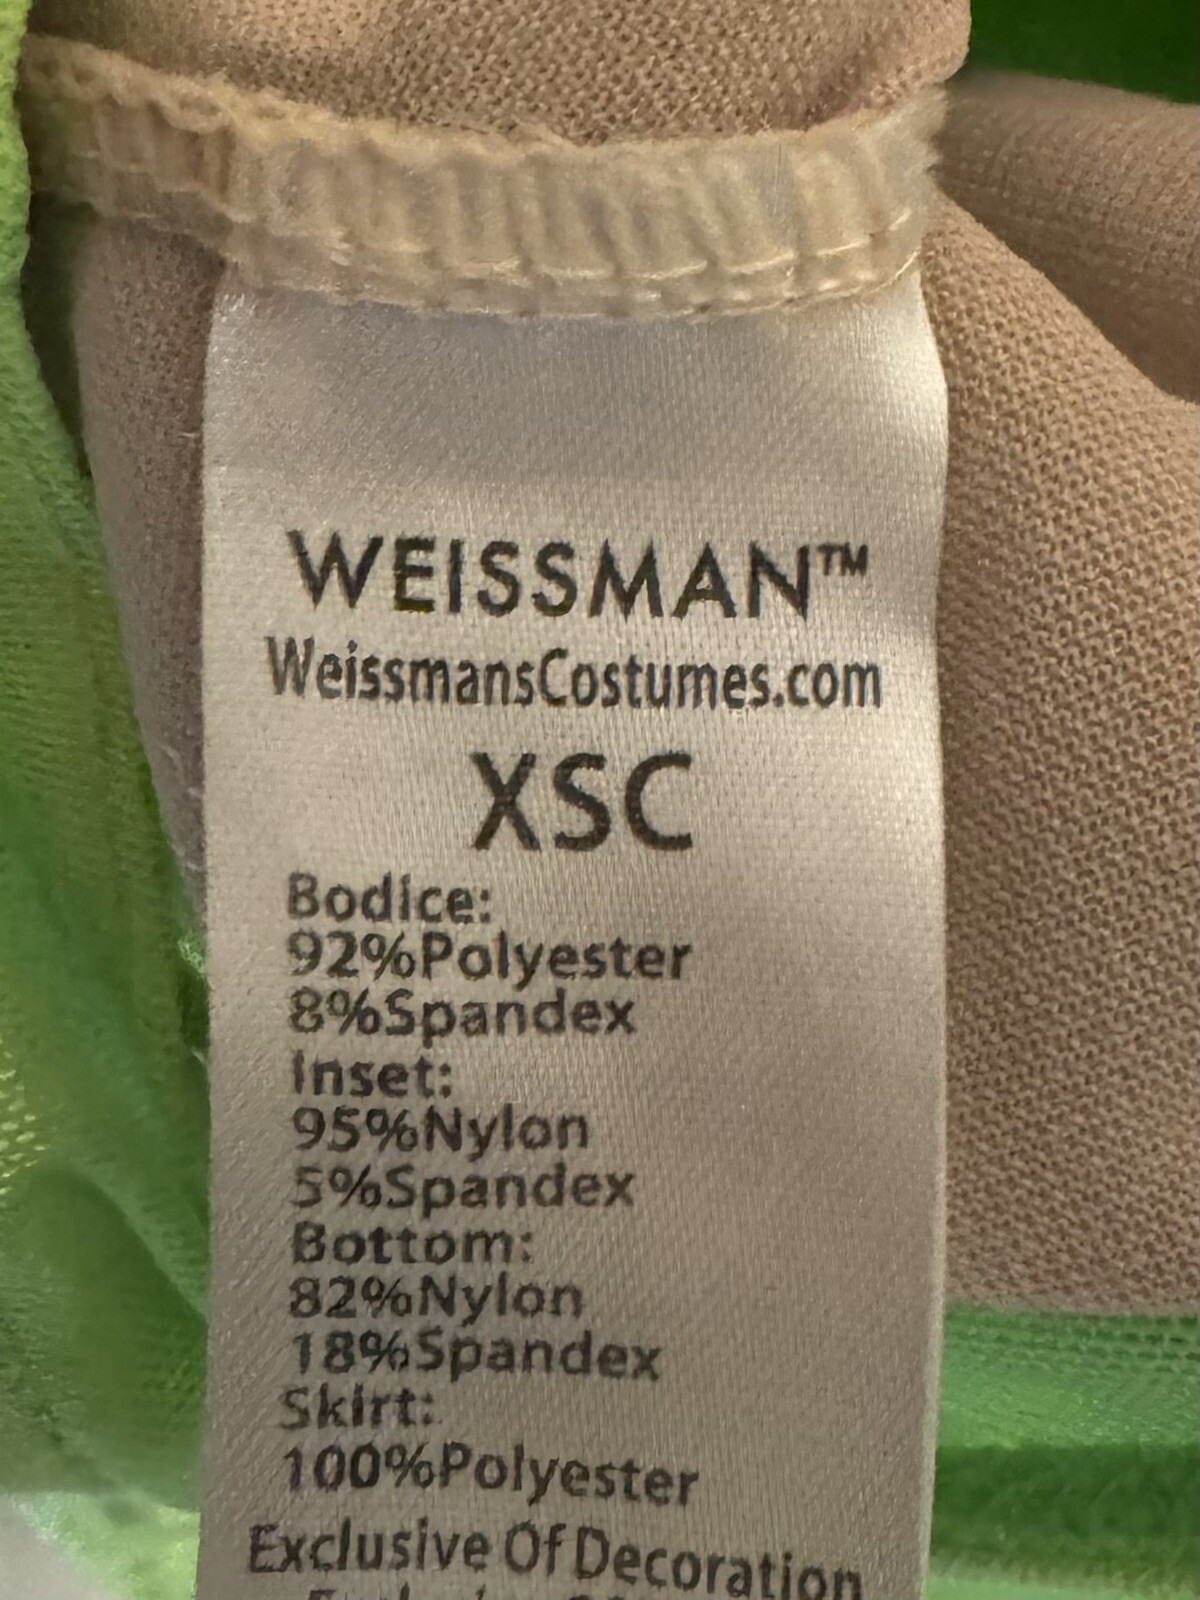 WEISSMAN™
WeissmansCostumes.com
XSC
Bodice:
92%Polyester
8%Spandex
Inset:
95%Nylon
5%Spandex
Bottom:
82%Nylon
18%Spandex
Skirt:
100%Polyester
Exclusive Of Decoration